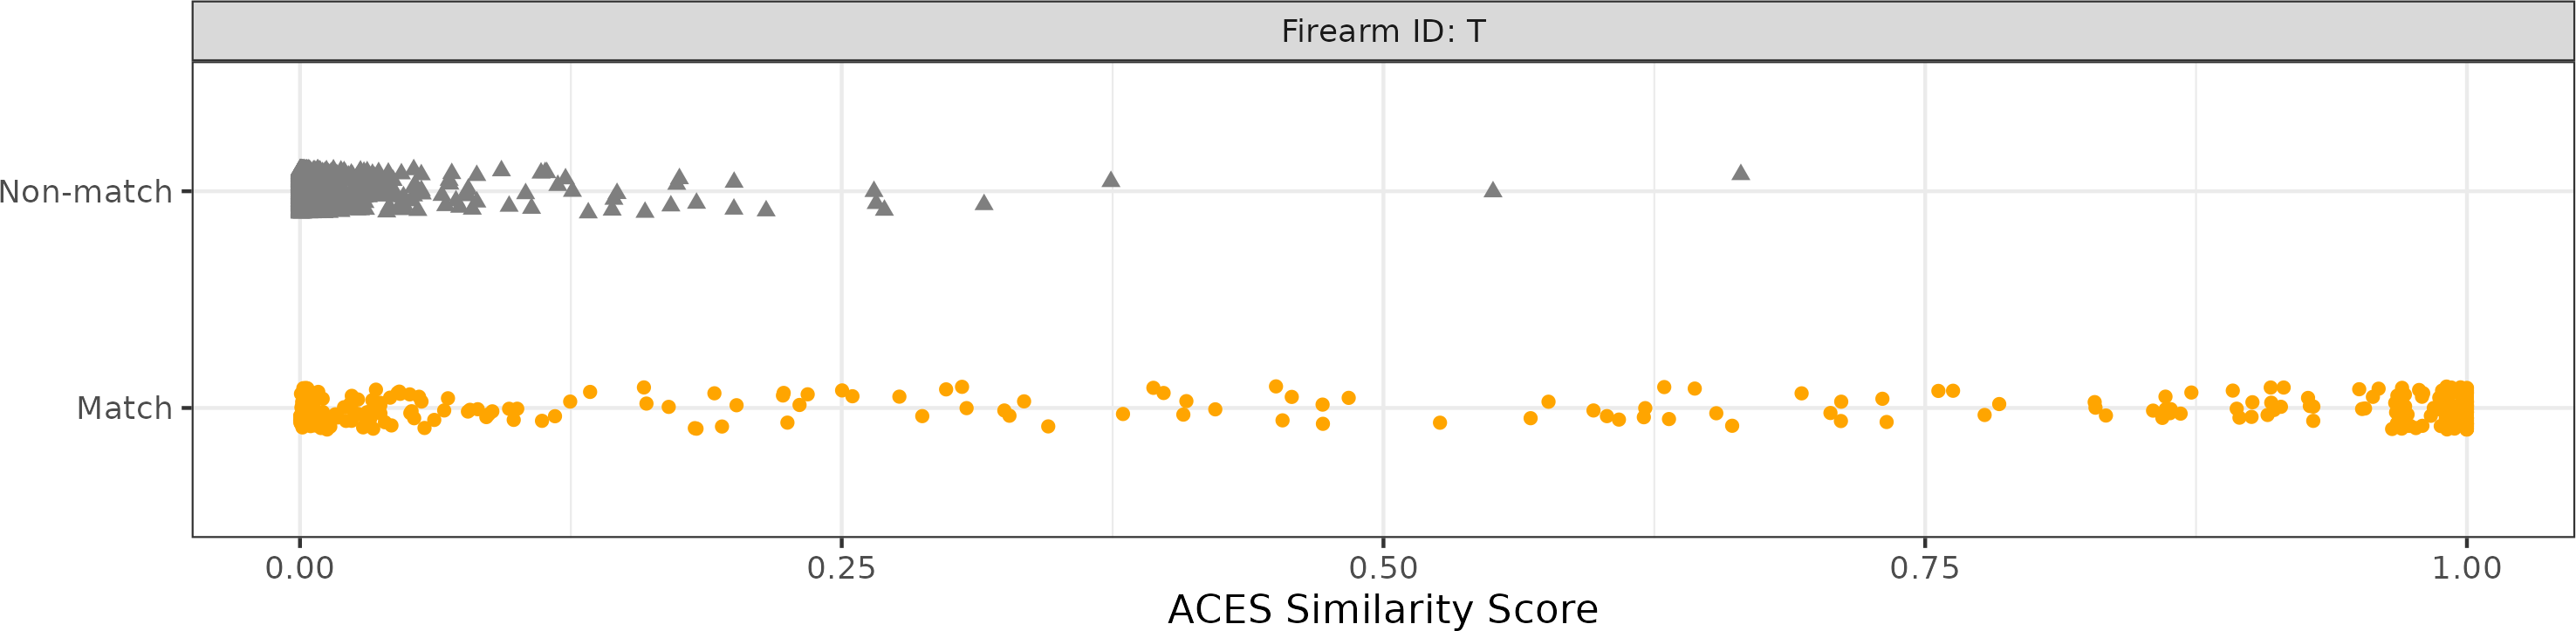 Firearm ID: T
Non-match
Match
0.00 0.25 0.50 0.75 1.00
ACES Similarity Score